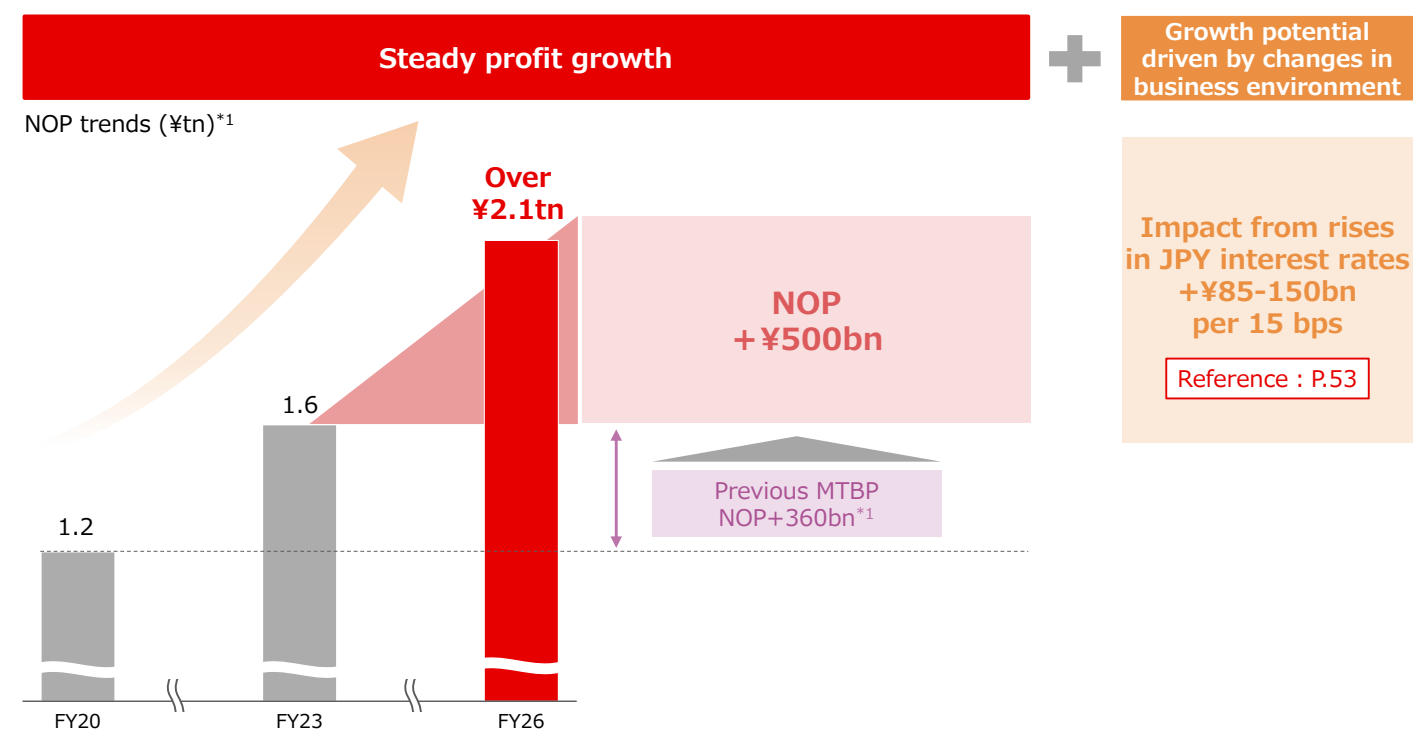 Steady profit growth
Growth potential
driven by changes in
business environment
NOP trends (¥tn)*1
Over
¥2.1tn
1.6
1.2
NOP
+¥500bn
Previous MTBP
NOP+360bn*1
Impact from rises
in JPY interest rates
+¥85-150bn
per 15 bps
Reference : P.53
FY20
FY23
FY26